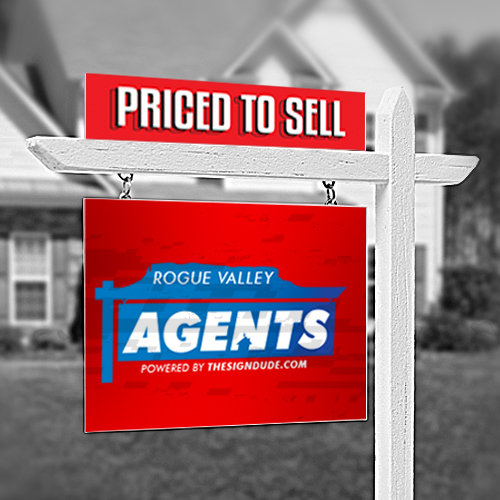 PRICED TO SELL
ROGUE VALLEY
AGENTS
POWERED BY THESIGNDUDE.COM